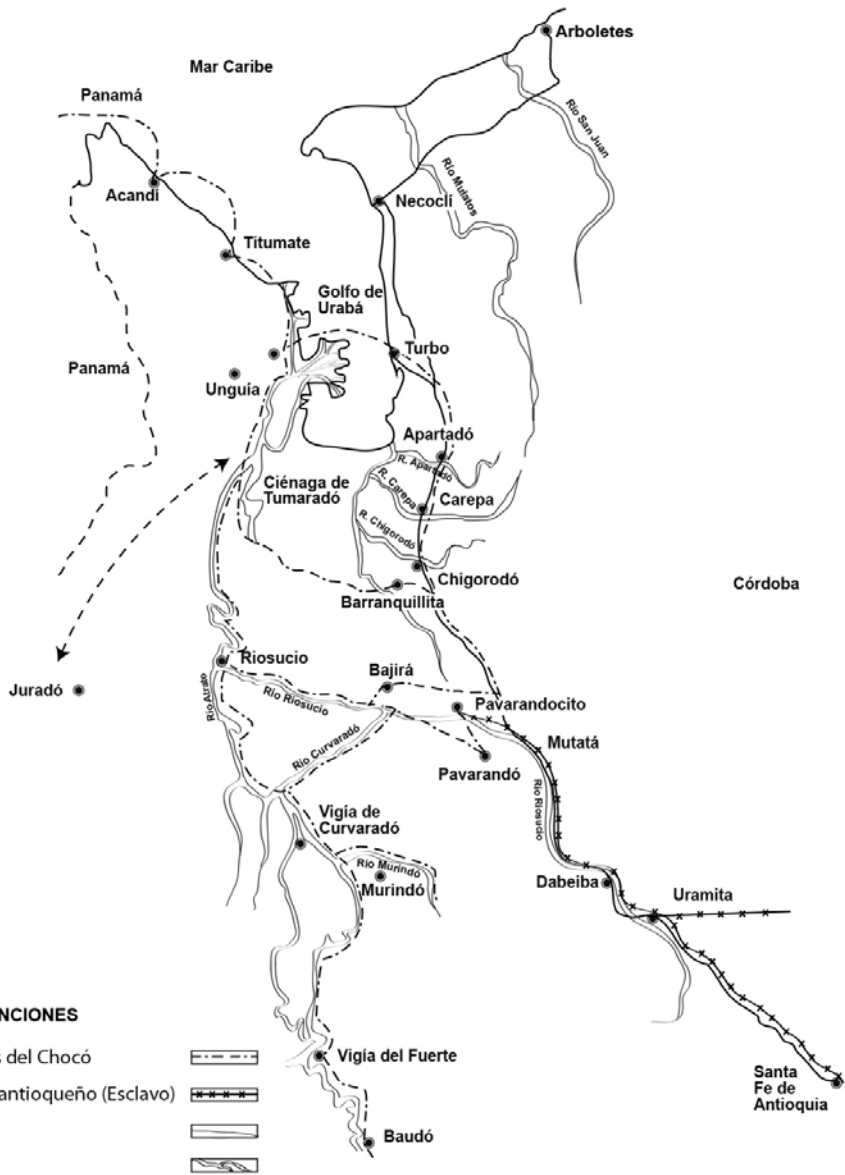 Arboletes
Mar Caribe
Panamá
Río San Juan
Río Mulatos
Acandí
Necoclí
Titumate
Golfo de
Urabá
Turbo
Panamá
Unguía
Apartadó
R. Apartadó
Ciénaga de
Tumaradó
R. Carepa
Carepa
R. Chigorodó
Chigorodó
Barranquillita
Córdoba
Riosucio
Bajirá
Juradó
Río Atrato
Río Riosucio
Pavarandocito
Mutatá
Río Curvaradó
Pavarandó
Río Riosucio
Vigía de
Curvaradó
Río Murindó
Murindó
Dabeiba
Uramita
NCIONES
s del Chocó
Vigía del Fuerte
antioqueño (Esclavo)
Santa
Fe de
Antioquia
Baudó